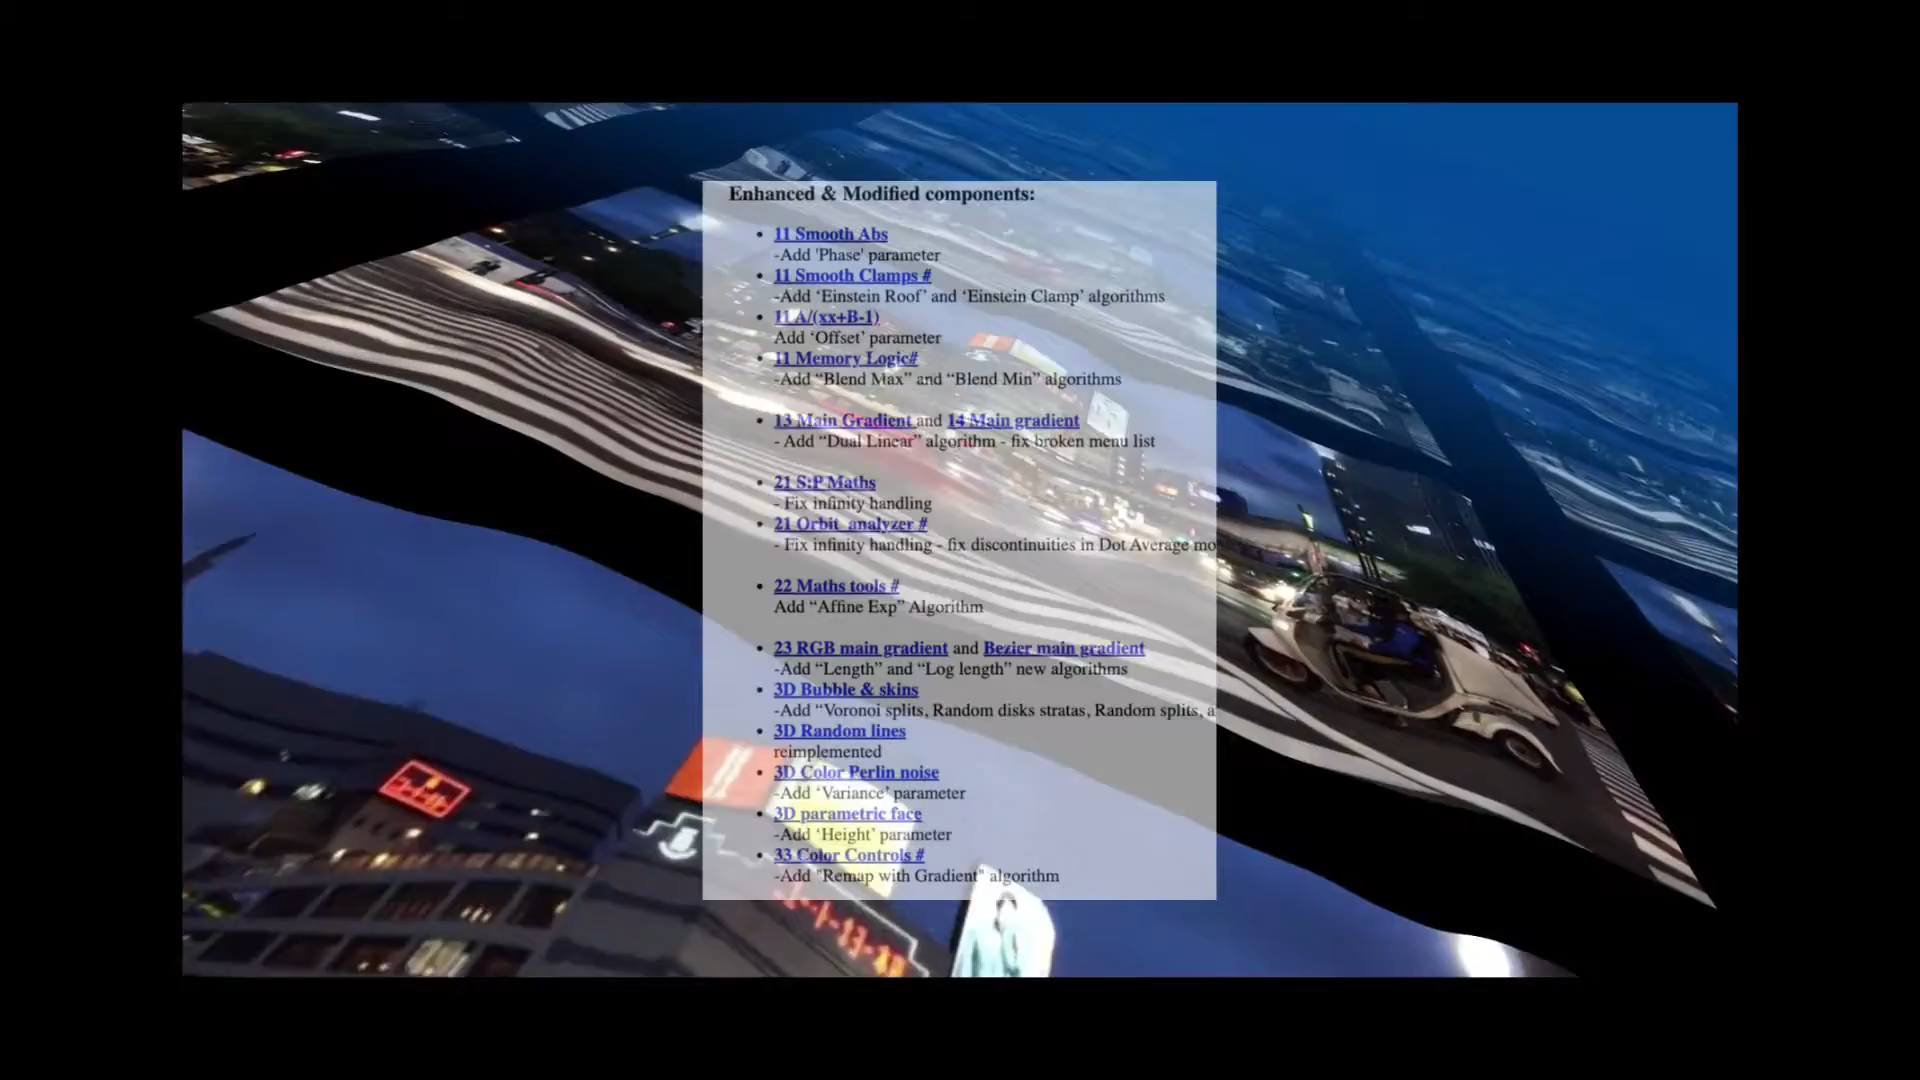 Enhanced & Modified components:
• 11 Smooth Abs
-Add 'Phase' parameter
• 11 Smooth Clamps #
-Add ‘Einstein Roof’ and ‘Einstein Clamp’ algorithms
• 11 A/(xx+B-1)
Add ‘Offset’ parameter
• 11 Memory Logic#
-Add “Blend Max” and “Blend Min” algorithms
• 13 Main Gradient and 14 Main gradient
- Add “Dual Linear” algorithm - fix broken menu list
• 21 S:P Maths
- Fix infinity handling
• 21 Orbit analyzer #
- Fix infinity handling - fix discontinuities in Dot Average mo
• 22 Maths tools #
Add “Affine Exp” Algorithm
• 23 RGB main gradient and Bezier main gradient
-Add “Length” and “Log length” new algorithms
• 3D Bubble & skins
-Add “Voronoi splits, Random disks stratas, Random splits, a
• 3D Random lines
reimplemented
• 3D Color Perlin noise
-Add ‘Variance’ parameter
• 3D parametric face
-Add ‘Height’ parameter
• 33 Color Controls #
-Add "Remap with Gradient" algorithm